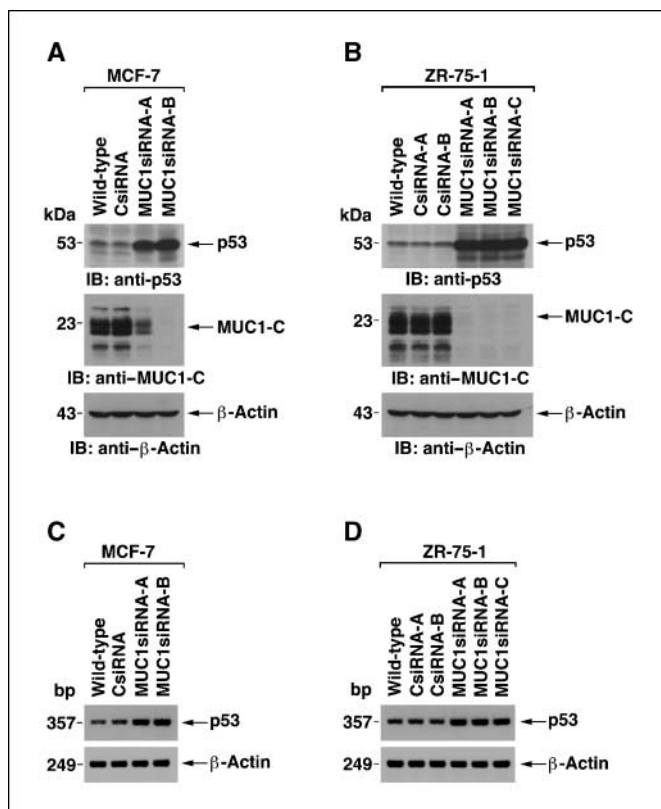 A
MCF-7
Wild-type
CsiRNA
MUC1siRNA-A
MUC1siRNA-B
kDa
53
p53
IB: anti-p53
23
MUC1-C
IB: anti–MUC1-C
43
β-Actin
IB: anti–β-Actin
B
ZR-75-1
Wild-type
CsiRNA-A
CsiRNA-B
MUC1siRNA-A
MUC1siRNA-B
MUC1siRNA-C
kDa
53
p53
IB: anti-p53
23
MUC1-C
IB: anti–MUC1-C
43
β-Actin
IB: anti–β-Actin
C
MCF-7
Wild-type
CsiRNA
MUC1siRNA-A
MUC1siRNA-B
bp
357
p53
249
β-Actin
D
ZR-75-1
Wild-type
CsiRNA-A
CsiRNA-B
MUC1siRNA-A
MUC1siRNA-B
MUC1siRNA-C
bp
357
p53
249
β-Actin